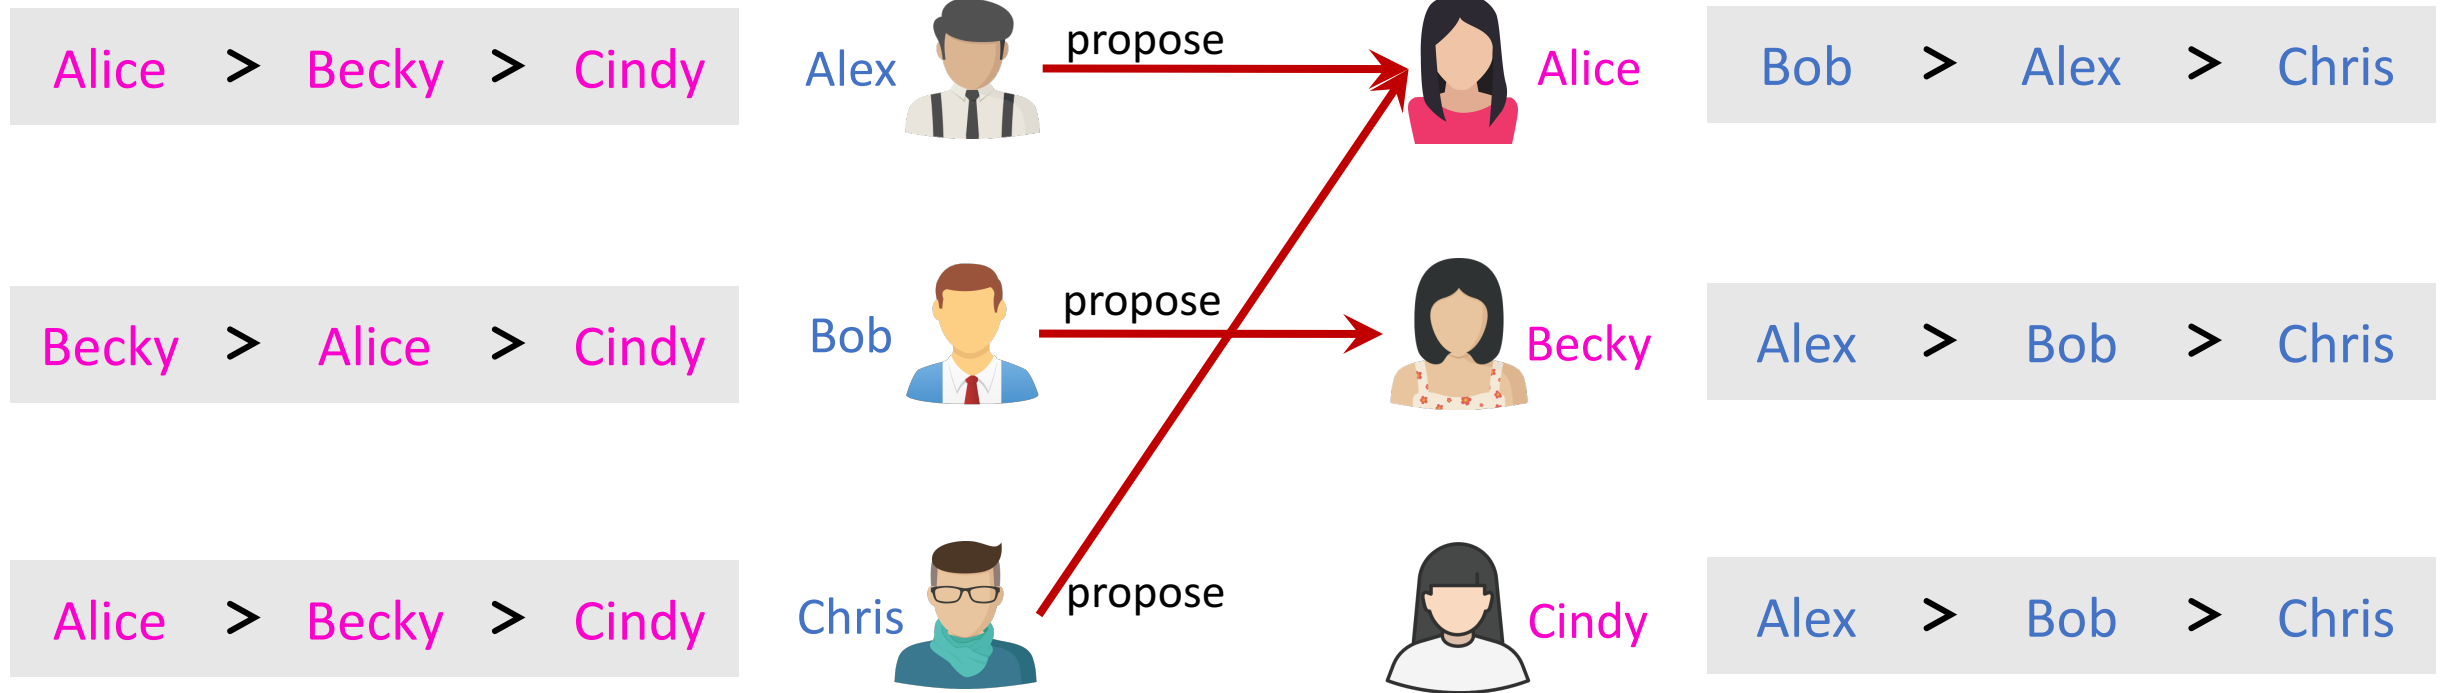 propose
Alice > Becky > Cindy Alex Alice Bob > Alex > Chris
propose
Becky > Alice > Cindy Bob Becky Alex > Bob > Chris
propose
Alice > Becky > Cindy Chris Cindy Alex > Bob > Chris